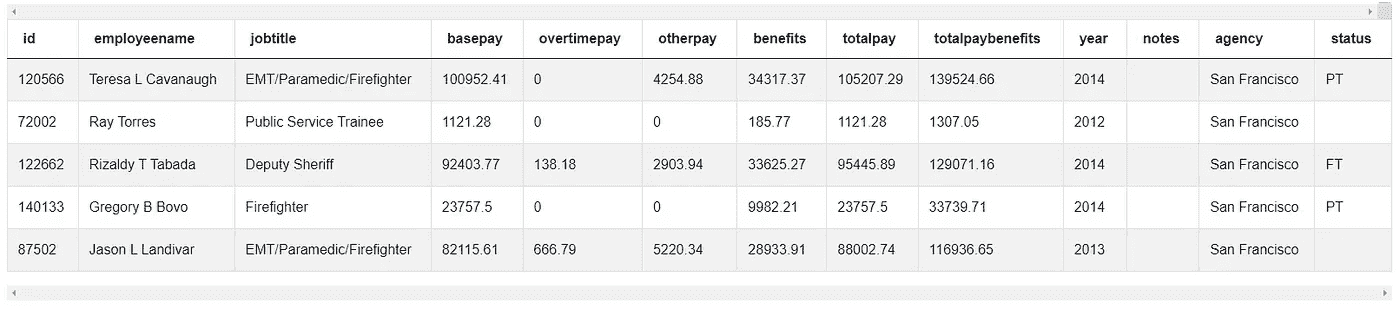 id employeename jobtitle basepay overtimepay otherpay benefits totalpay totalpaybenefits year notes agency status
120566 Teresa L Cavanaugh EMT/Paramedic/Firefighter 100952.41 0 4254.88 34317.37 105207.29 139524.66 2014 San Francisco PT
72002 Ray Torres Public Service Trainee 1121.28 0 0 185.77 1121.28 1307.05 2012 San Francisco
122662 Rizaldy T Tabada Deputy Sheriff 92403.77 138.18 2903.94 33625.27 95445.89 129071.16 2014 San Francisco FT
140133 Gregory B Bovo Firefighter 23757.5 0 0 9982.21 23757.5 33739.71 2014 San Francisco PT
87502 Jason L Landivar EMT/Paramedic/Firefighter 82115.61 666.79 5220.34 28933.91 88002.74 116936.65 2013 San Francisco